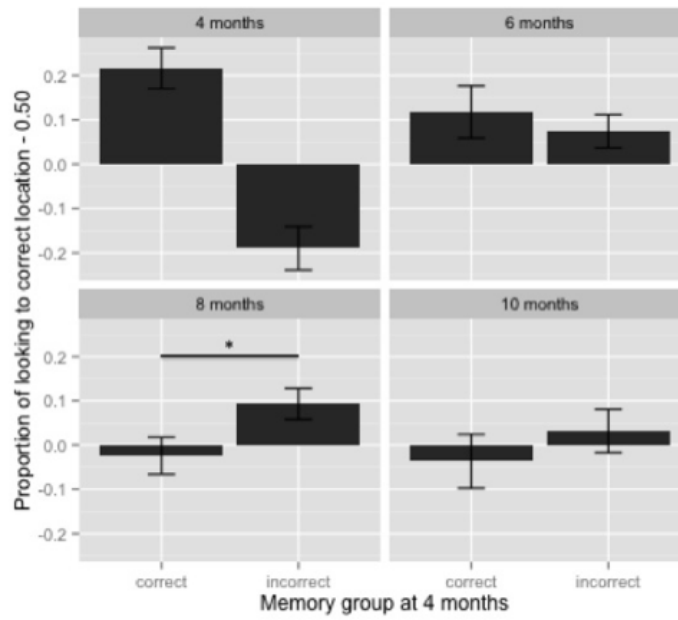 4 months
6 months
0.2
0.1
0.0
-0.1
-0.2
8 months
10 months
*
0.2
0.1
0.0
-0.1
-0.2
correct
incorrect
correct
incorrect
Memory group at 4 months
Proportion of looking to correct location - 0.50